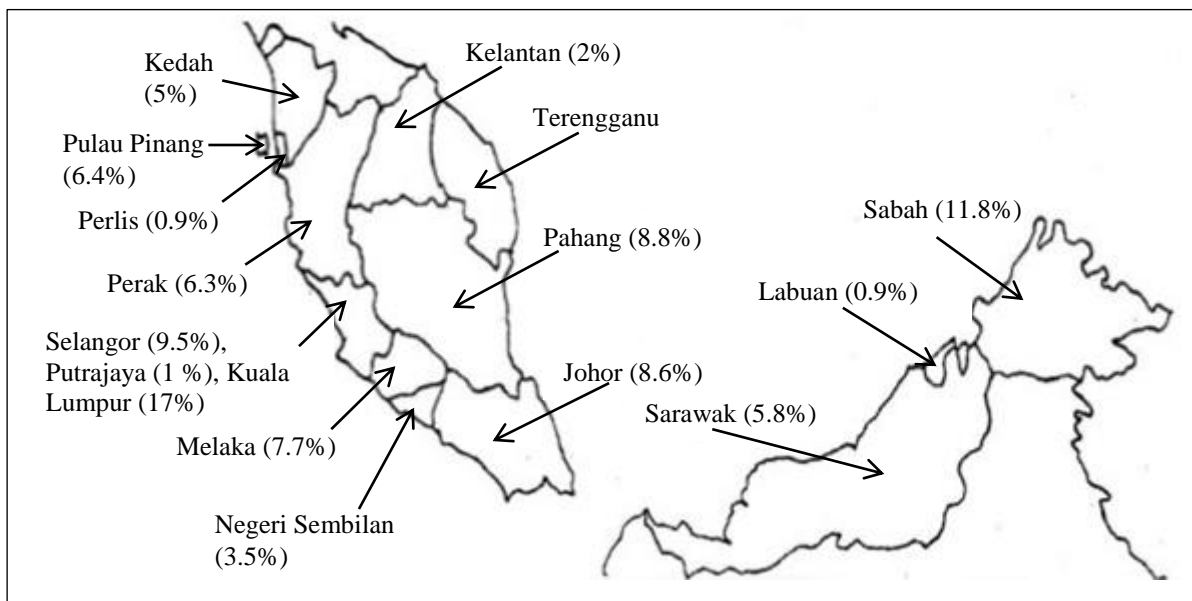 Kelantan (2%)
Kedah
(5%)
Terengganu
Pulau Pinang
(6.4%)
Perlis (0.9%)
Sabah (11.8%)
Pahang (8.8%)
Perak (6.3%)
Labuan (0.9%)
Selangor (9.5%),
Putrajaya (1 %), Kuala
Lumpur (17%)
Johor (8.6%)
Sarawak (5.8%)
Melaka (7.7%)
Negeri Sembilan
(3.5%)